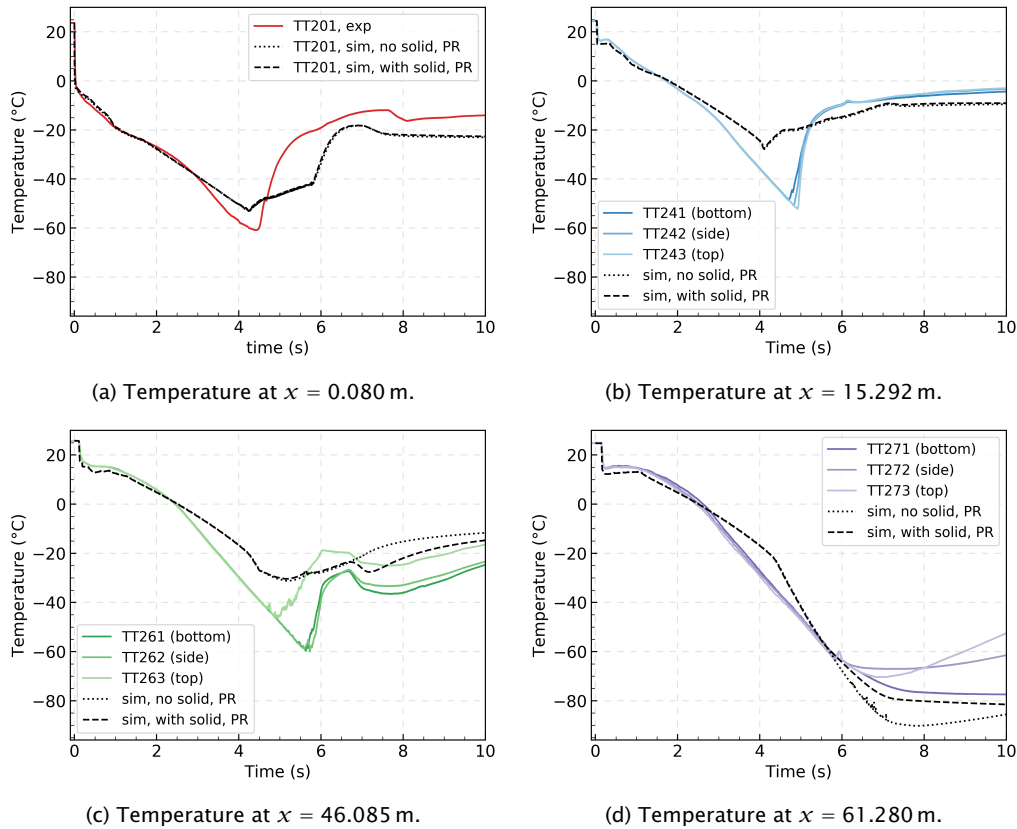 TT201, exp
TT201, sim, no solid, PR
TT201, sim, with solid, PR
Temperature (°C)
20
0
−20
−40
−60
−80
0 2 4 6 8 10
time (s)
(a) Temperature at x = 0.080 m.
TT241 (bottom)
TT242 (side)
TT243 (top)
sim, no solid, PR
sim, with solid, PR
Temperature (°C)
20
0
−20
−40
−60
−80
0 2 4 6 8 10
Time (s)
(b) Temperature at x = 15.292 m.
TT261 (bottom)
TT262 (side)
TT263 (top)
sim, no solid, PR
sim, with solid, PR
Temperature (°C)
20
0
−20
−40
−60
−80
0 2 4 6 8 10
Time (s)
(c) Temperature at x = 46.085 m.
TT271 (bottom)
TT272 (side)
TT273 (top)
sim, no solid, PR
sim, with solid, PR
Temperature (°C)
20
0
−20
−40
−60
−80
0 2 4 6 8 10
Time (s)
(d) Temperature at x = 61.280 m.